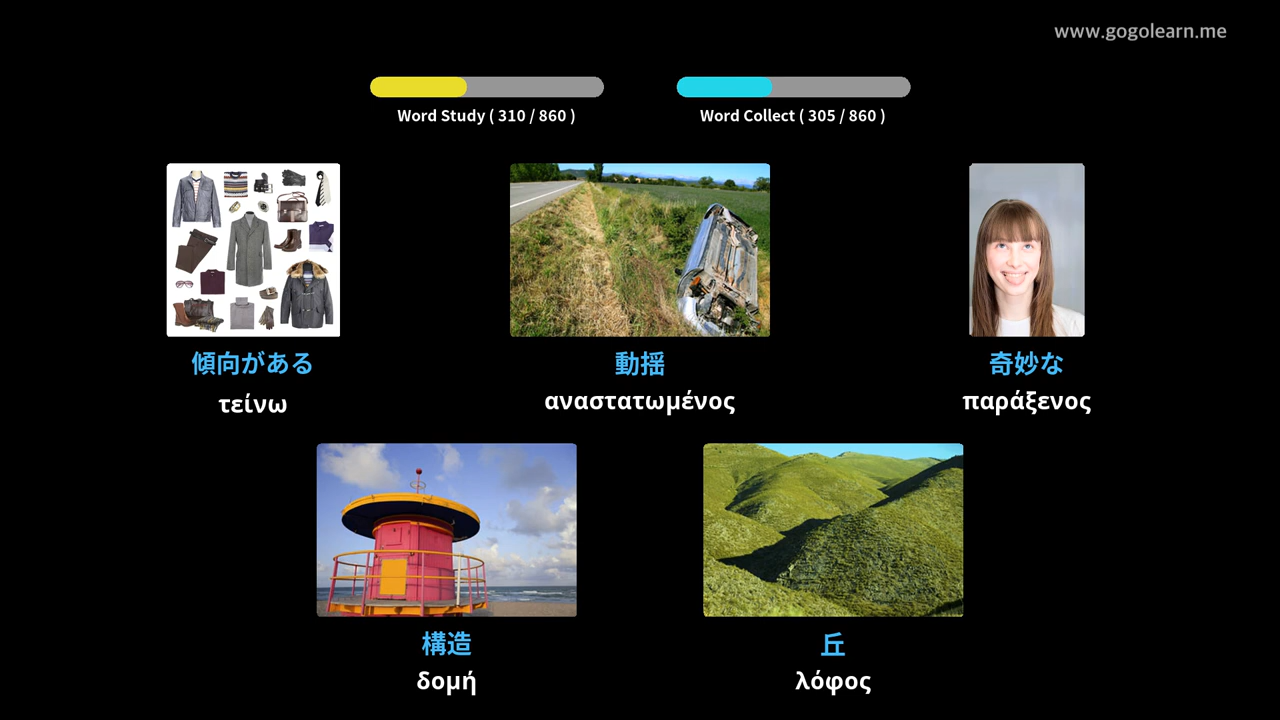 www.gogolearn.me
Word Study ( 310 / 860 )
Word Collect ( 305 / 860 )
傾向がある
τείνω
動揺
αναστατωμένος
奇妙な
παράξενος
構造
δομή
丘
λόφος